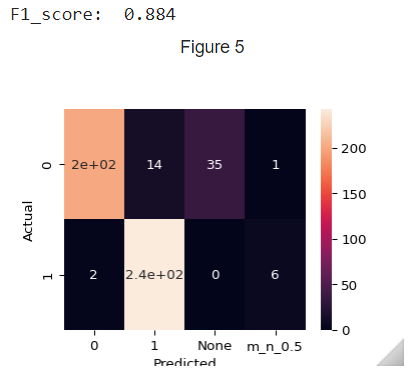 F1_score: 0.884
Figure 5
200
150
100
50
0
Actual
0
2e+02 14 35 1
1
2 2.4e+02 0 6
0 1 None m_n_0.5
Predicted